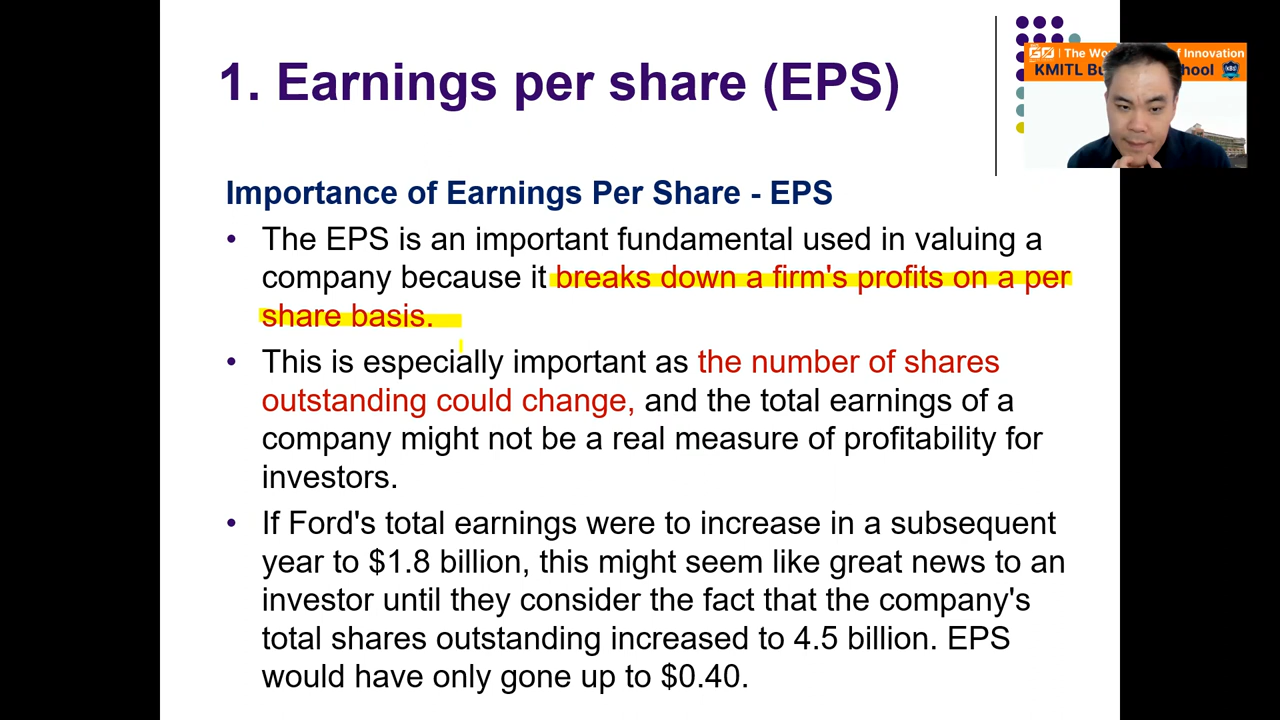 1. Earnings per share (EPS)
The Wo of Innovation
KMITL Bu hool
Importance of Earnings Per Share - EPS
• The EPS is an important fundamental used in valuing a
company because it breaks down a firm's profits on a per
share basis.
• This is especially important as the number of shares
outstanding could change, and the total earnings of a
company might not be a real measure of profitability for
investors.
• If Ford's total earnings were to increase in a subsequent
year to $1.8 billion, this might seem like great news to an
investor until they consider the fact that the company's
total shares outstanding increased to 4.5 billion. EPS
would have only gone up to $0.40.